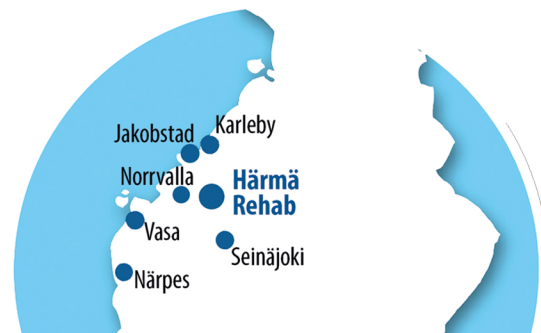 Karleby
Jakobstad
Norrvalla
Härmä
Rehab
Vasa
Seinäjoki
Närpes